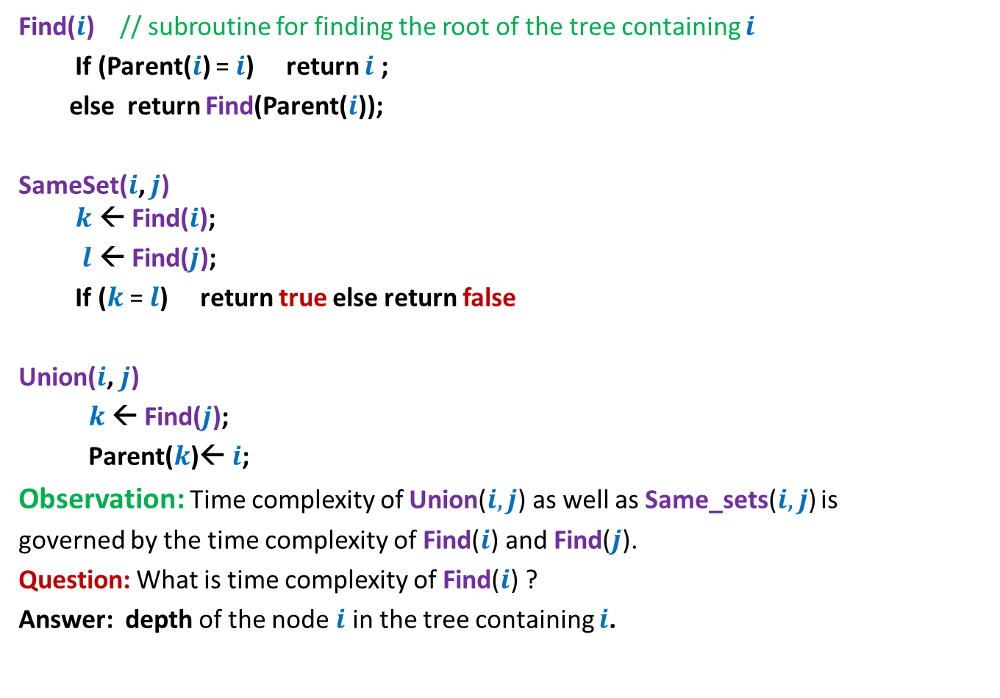 Find(i) // subroutine for finding the root of the tree containing i
If (Parent(i) = i) return i ;
else return Find(Parent(i));
SameSet(i, j)
k ← Find(i);
l ← Find(j);
If (k = l) return true else return false
Union(i, j)
k ← Find(j);
Parent(k)← i;
Observation: Time complexity of Union(i, j) as well as Same_sets(i, j) is
governed by the time complexity of Find(i) and Find(j).
Question: What is time complexity of Find(i) ?
Answer: depth of the node i in the tree containing i.